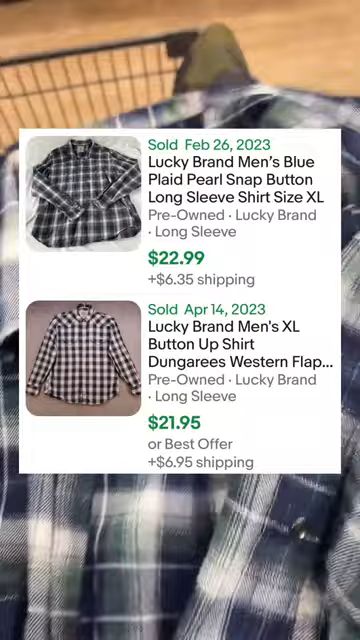 Sold Feb 26, 2023
Lucky Brand Men's Blue
Plaid Pearl Snap Button
Long Sleeve Shirt Size XL
Pre-Owned · Lucky Brand
· Long Sleeve
$22.99
+$6.35 shipping
Sold Apr 14, 2023
Lucky Brand Men's XL
Button Up Shirt
Dungarees Western Flap...
Pre-Owned · Lucky Brand
· Long Sleeve
$21.95
or Best Offer
+$6.95 shipping